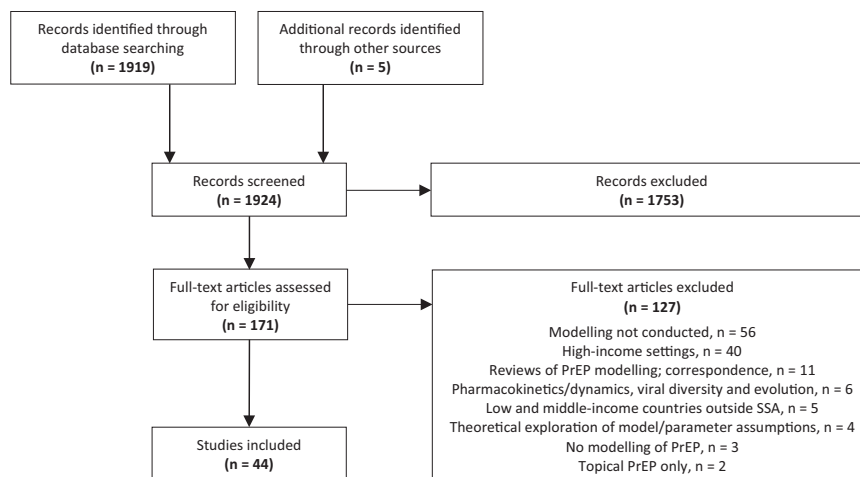 Records identified through
database searching
(n = 1919)
Additional records identified
through other sources
(n = 5)
Records screened
(n = 1924)
Records excluded
(n = 1753)
Full-text articles assessed
for eligibility
(n = 171)
Full-text articles excluded
(n = 127)
Modelling not conducted, n = 56
High-income settings, n = 40
Reviews of PrEP modelling; correspondence, n = 11
Pharmacokinetics/dynamics, viral diversity and evolution, n = 6
Low and middle-income countries outside SSA, n = 5
Theoretical exploration of model/parameter assumptions, n = 4
No modelling of PrEP, n = 3
Topical PrEP only, n = 2
Studies included
(n = 44)